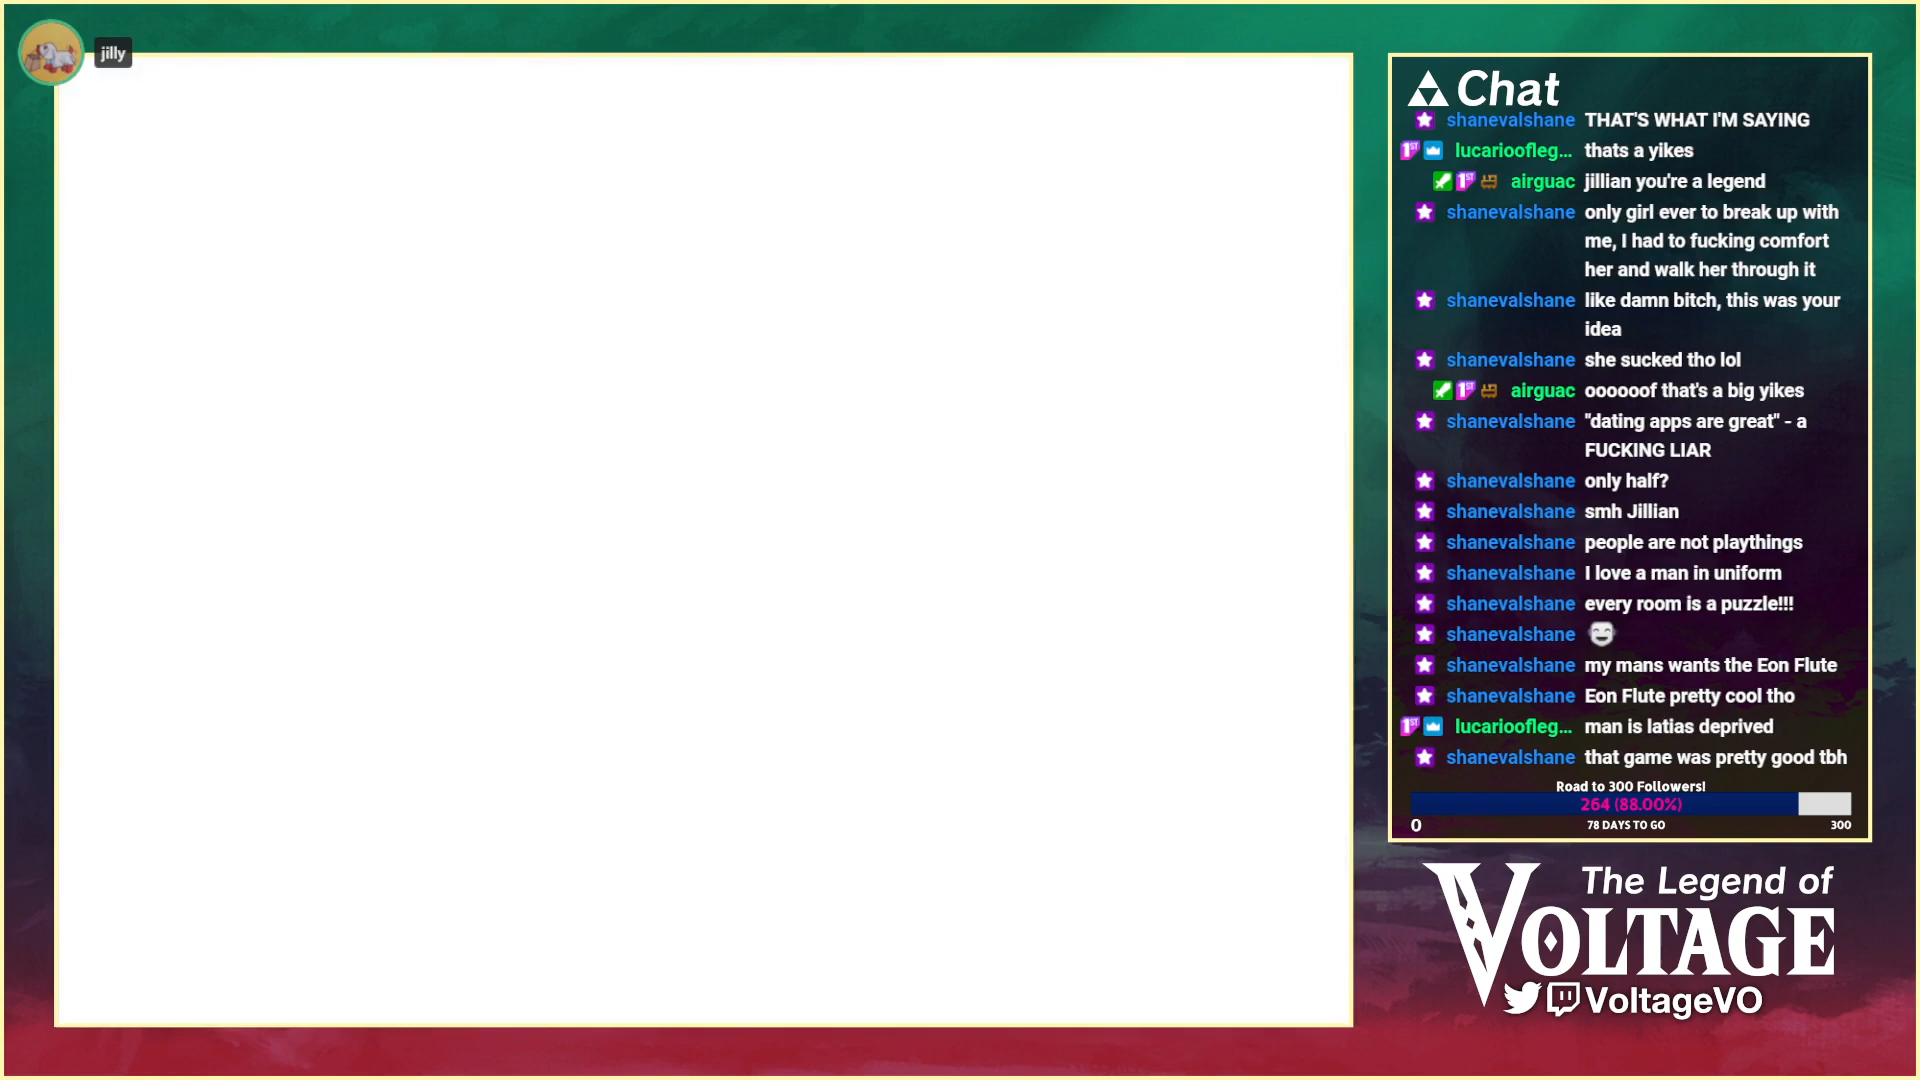 jilly
Chat
shanevalshane THAT'S WHAT I'M SAYING
lucarioofleg... thats a yikes
airguac jillian you're a legend
shanevalshane only girl ever to break up with
me, I had to fucking comfort
her and walk her through it
shanevalshane like damn bitch, this was your
idea
shanevalshane she sucked tho lol
airguac oooooof that's a big yikes
shanevalshane "dating apps are great" - a
FUCKING LIAR
shanevalshane only half?
shanevalshane smh Jillian
shanevalshane people are not playthings
shanevalshane I love a man in uniform
shanevalshane every room is a puzzle!!!
shanevalshane
shanevalshane my mans wants the Eon Flute
shanevalshane Eon Flute pretty cool tho
lucarioofleg... man is latias deprived
shanevalshane that game was pretty good tbh
Road to 300 Followers!
264 (88.00%)
0 78 DAYS TO GO 300
The Legend of
VOLTAGE
VoltageVO